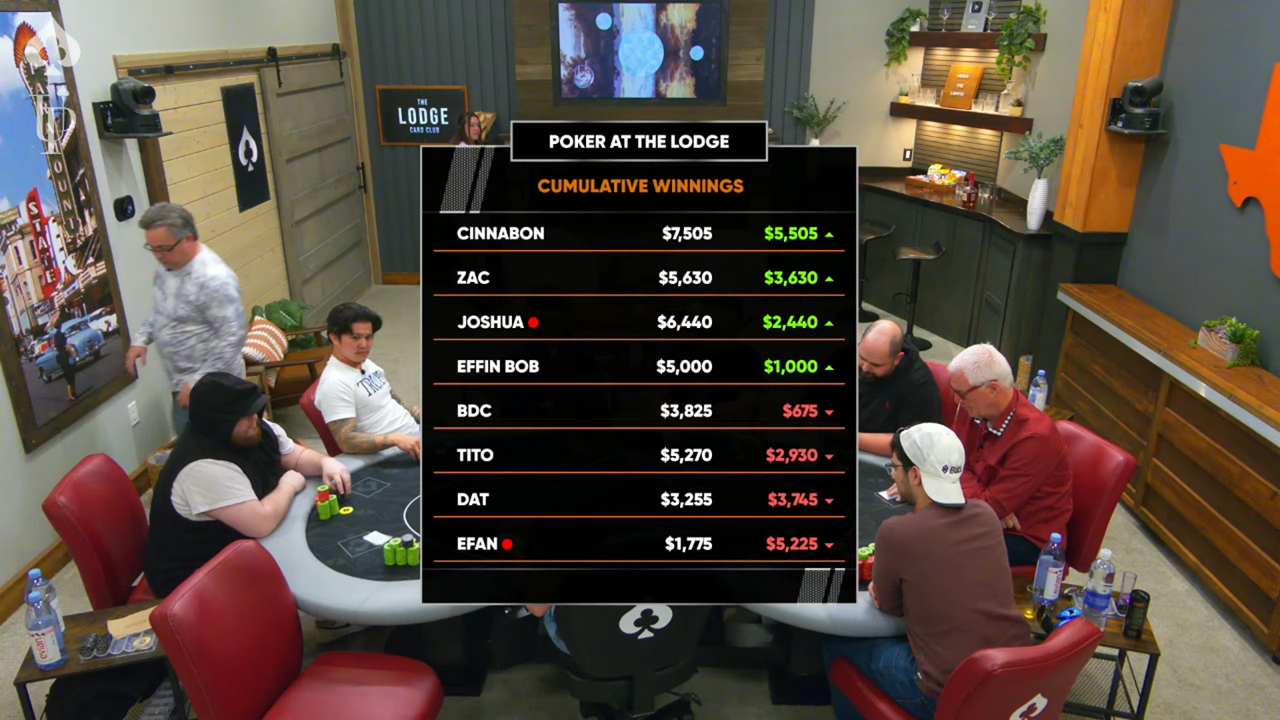 THE
LODGE
CARD CLUB
STATE
POKER AT THE LODGE
CUMULATIVE WINNINGS
CINNABON $7,505 $5,505
ZAC $5,630 $3,630
JOSHUA $6,440 $2,440
EFFIN BOB $5,000 $1,000
BDC $3,825 $675
TITO $5,270 $2,930
DAT $3,255 $3,745
EFAN $1,775 $5,225